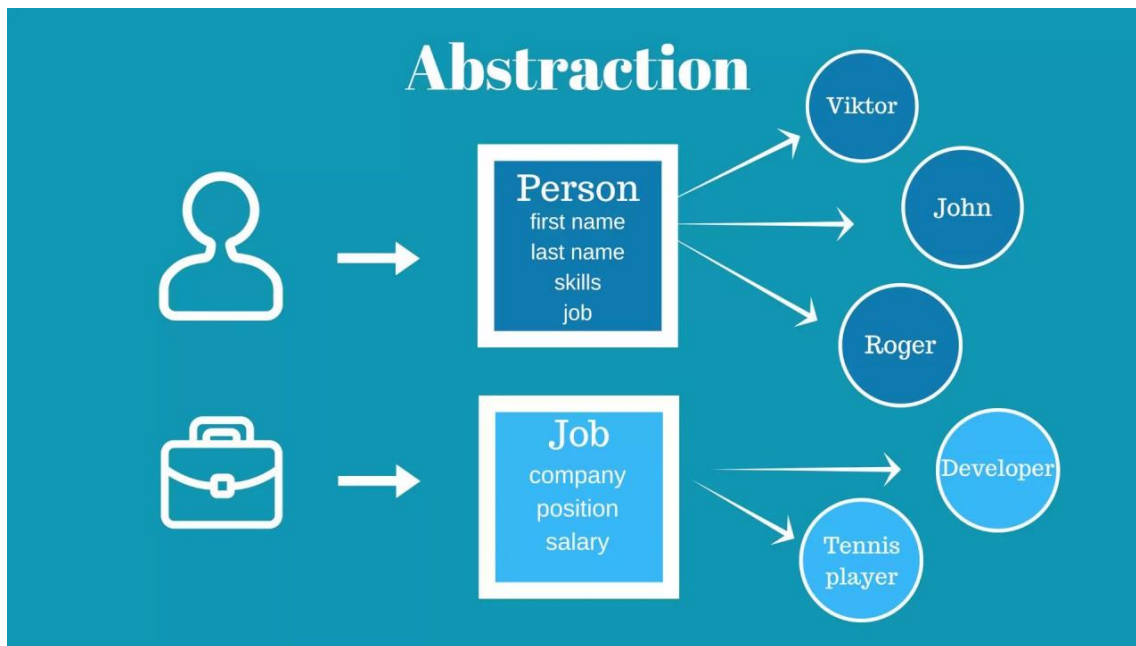 Abstraction
Viktor
Person
first name
last name
skills
job
John
Roger
Job
company
position
salary
Developer
Tennis
player